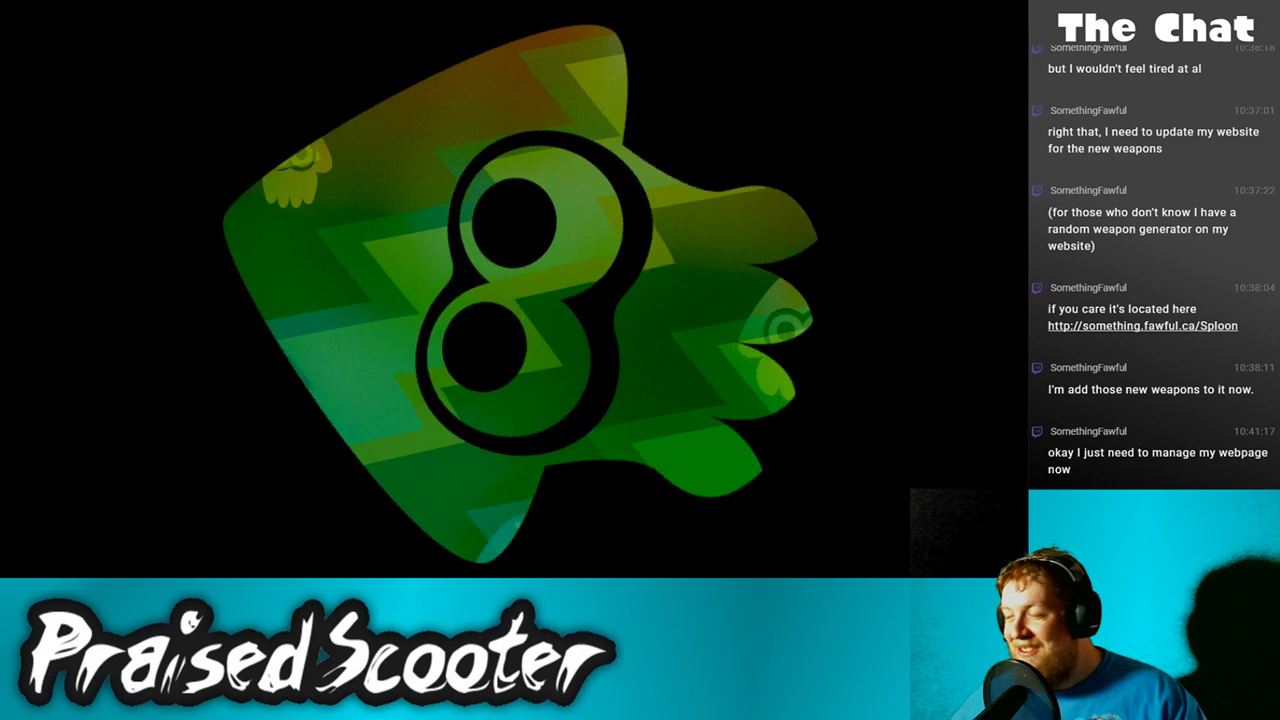 The Chat
SomethingFawful 10:36:18
but I wouldn't feel tired at al
SomethingFawful 10:37:01
right that, I need to update my website
for the new weapons
SomethingFawful 10:37:22
(for those who don't know I have a
random weapon generator on my
website)
SomethingFawful 10:38:04
if you care it's located here
http://something.fawful.ca/Sploon
SomethingFawful 10:38:11
I'm add those new weapons to it now.
SomethingFawful 10:41:17
okay I just need to manage my webpage
now
PraisedScooter